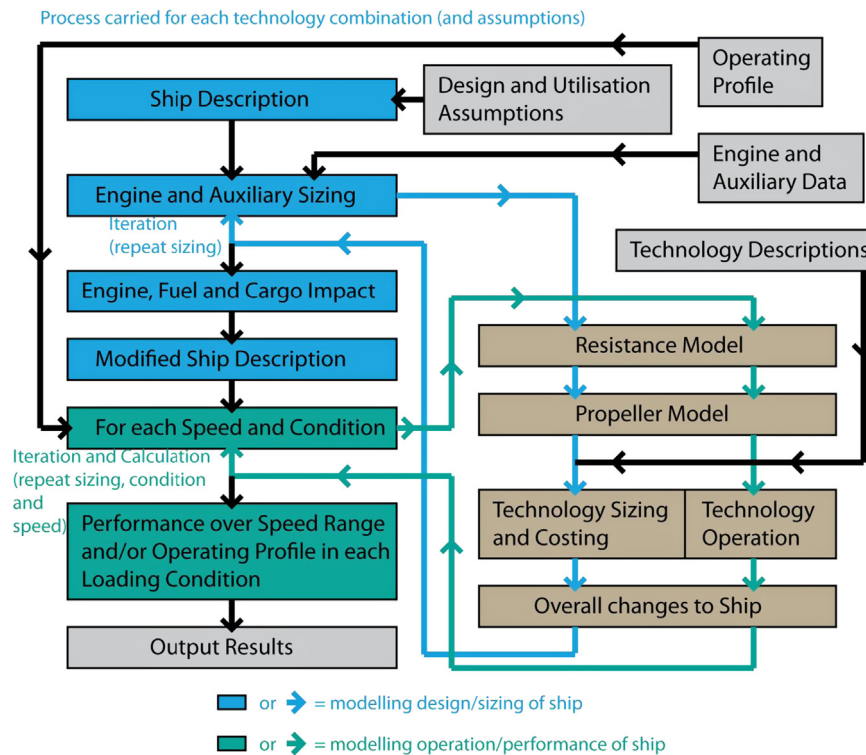 Process carried for each technology combination (and assumptions)
Operating
Profile
Ship Description
Design and Utilisation
Assumptions
Engine and
Auxiliary Data
Engine and Auxiliary Sizing
Iteration
(repeat sizing)
Technology Descriptions
Engine, Fuel and Cargo Impact
Resistance Model
Modified Ship Description
Propeller Model
For each Speed and Condition
Iteration and Calculation
(repeat sizing, condition
and
speed)
Performance over Speed Range
and/or Operating Profile in each
Loading Condition
Technology Sizing
and Costing
Technology
Operation
Overall changes to Ship
Output Results
or = modelling design/sizing of ship
or = modelling operation/performance of ship